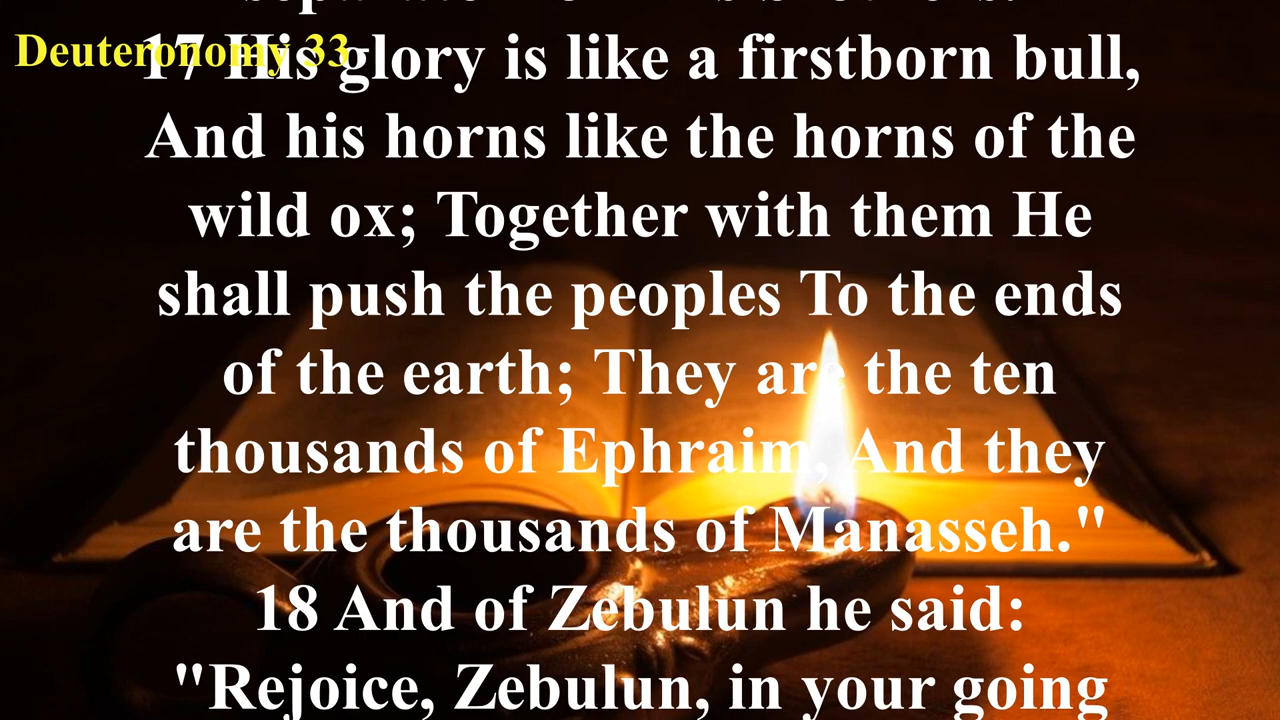 Deuteronomy 33
17 His glory is like a firstborn bull,
And his horns like the horns of the
wild ox; Together with them He
shall push the peoples To the ends
of the earth; They are the ten
thousands of Ephraim, And they
are the thousands of Manasseh."
18 And of Zebulun he said:
"Rejoice, Zebulun, in your going